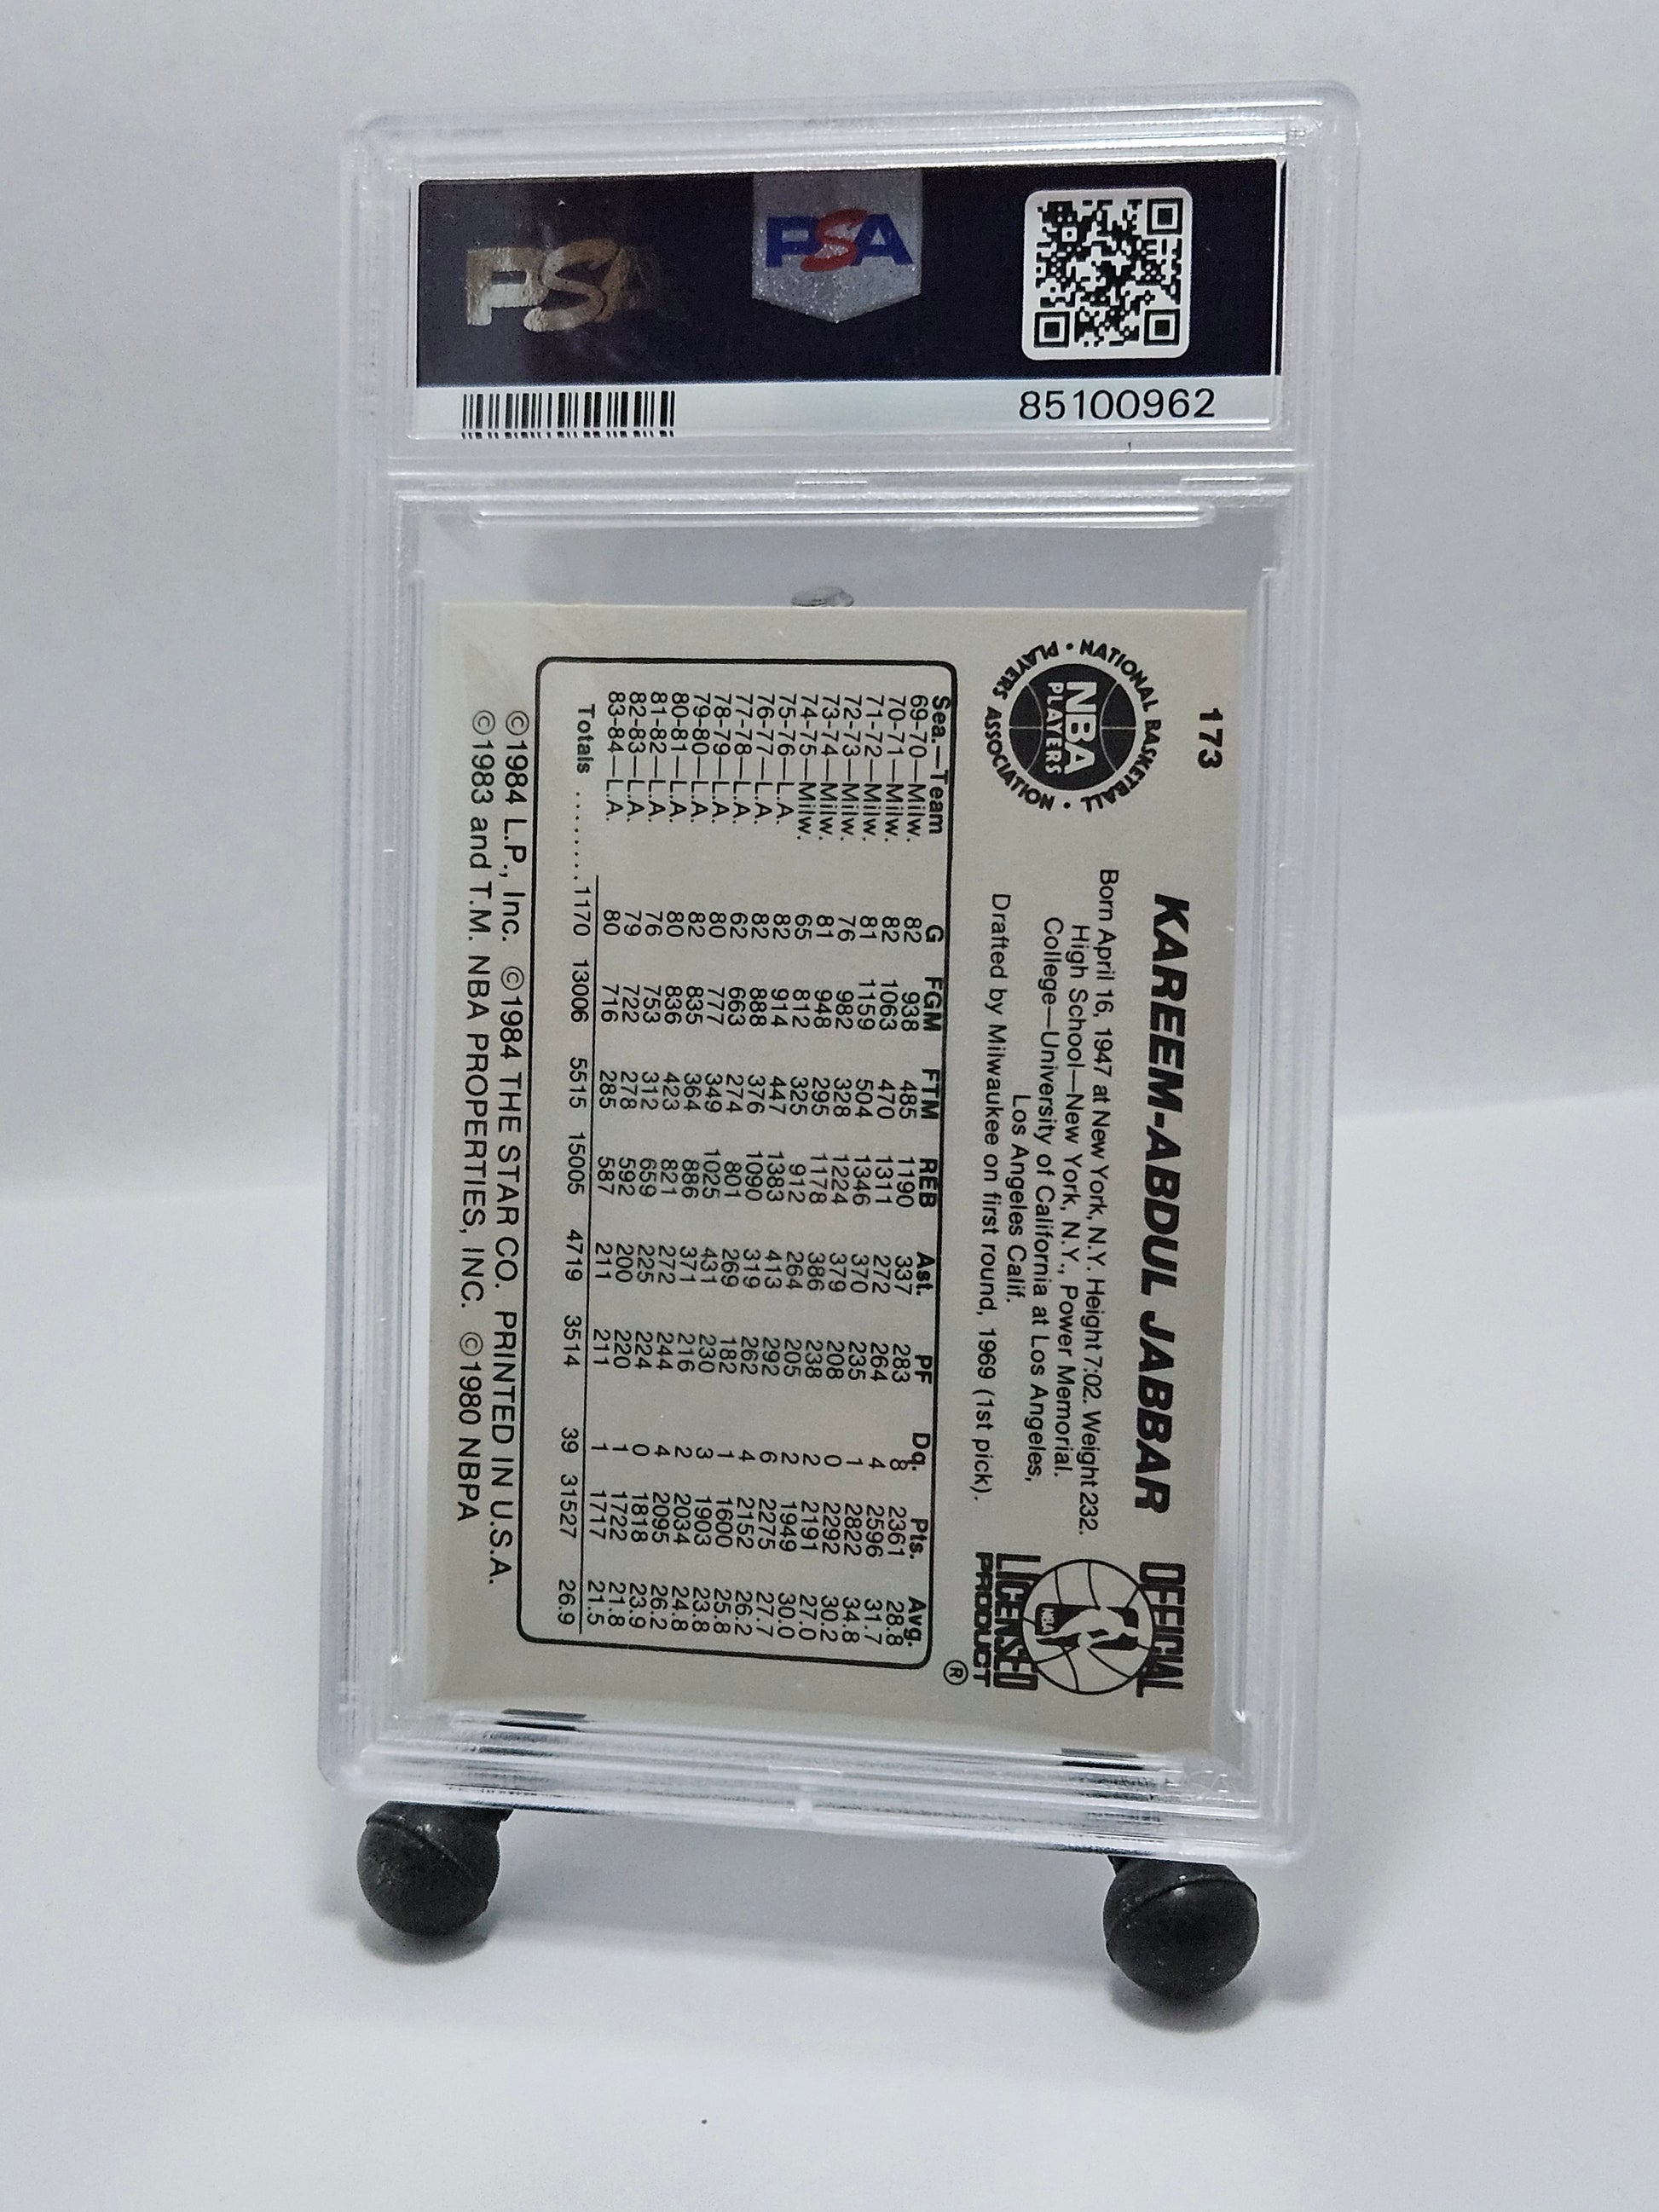 PSA
PSA
85100962
173
NATIONAL BASKETBALL PLAYERS ASSOCIATION
NBA
PLAYERS
KAREEM-ABDUL JABBAR
Born April 16, 1947 at New York, N.Y. Height 7:02. Weight 232.
High School—New York, N.Y., Power Memorial.
College—University of California at Los Angeles,
Los Angeles Calif.
Drafted by Milwaukee on first round, 1969 (1st pick).
OFFICIAL
NBA
LICENSED
PRODUCT
®
Sea.—Team G FGM FTM REB Ast. PF Dq. Pts. Avg.
69-70—Milw. 82 938 485 1190 337 283 8 2361 28.8
70-71—Milw. 82 1063 470 1311 272 264 4 2596 31.7
71-72—Milw. 81 1159 504 1346 370 235 1 2822 34.8
72-73—Milw. 76 982 328 1224 379 208 0 2292 30.2
73-74—Milw. 81 948 295 1178 386 238 2 2191 27.0
74-75—Milw. 65 812 325 912 264 205 2 1949 30.0
75-76—L.A. 82 914 447 1383 413 292 6 2275 27.7
76-77—L.A. 82 888 376 1090 319 262 4 2152 26.2
77-78—L.A. 62 663 274 801 269 182 1 1600 25.8
78-79—L.A. 80 777 349 1025 431 230 3 1903 23.8
79-80—L.A. 82 835 364 886 371 216 2 2034 24.8
80-81—L.A. 80 836 423 821 272 244 4 2095 26.2
81-82—L.A. 76 753 312 659 225 224 0 1818 23.9
82-83—L.A. 79 722 278 592 200 220 1 1722 21.8
83-84—L.A. 80 716 285 587 211 211 1 1717 21.5
Totals ........ 1170 13006 5515 15005 4719 3514 39 31527 26.9
©1984 L.P., Inc. ©1984 THE STAR CO. PRINTED IN U.S.A.
©1983 and T.M. NBA PROPERTIES, INC. ©1980 NBPA